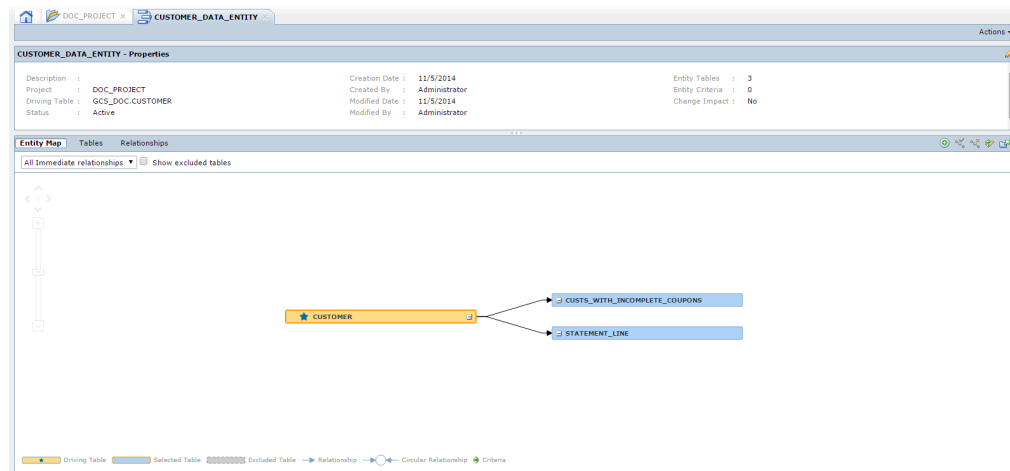 DOC_PROJECT × CUSTOMER_DATA_ENTITY
Actions
CUSTOMER_DATA_ENTITY - Properties
Description : Creation Date : 11/5/2014 Entity Tables : 3
Project : DOC_PROJECT Created By : Administrator Entity Criteria : 0
Driving Table : GCS_DOC.CUSTOMER Modified Date : 11/5/2014 Change Impact : No
Status : Active Modified By : Administrator
Entity Map Tables Relationships
All Immediate relationships Show excluded tables
CUSTS_WITH_INCOMPLETE_COUPONS
CUSTOMER
STATEMENT_LINE
Driving Table Selected Table Excluded Table Relationship Circular Relationship Criteria